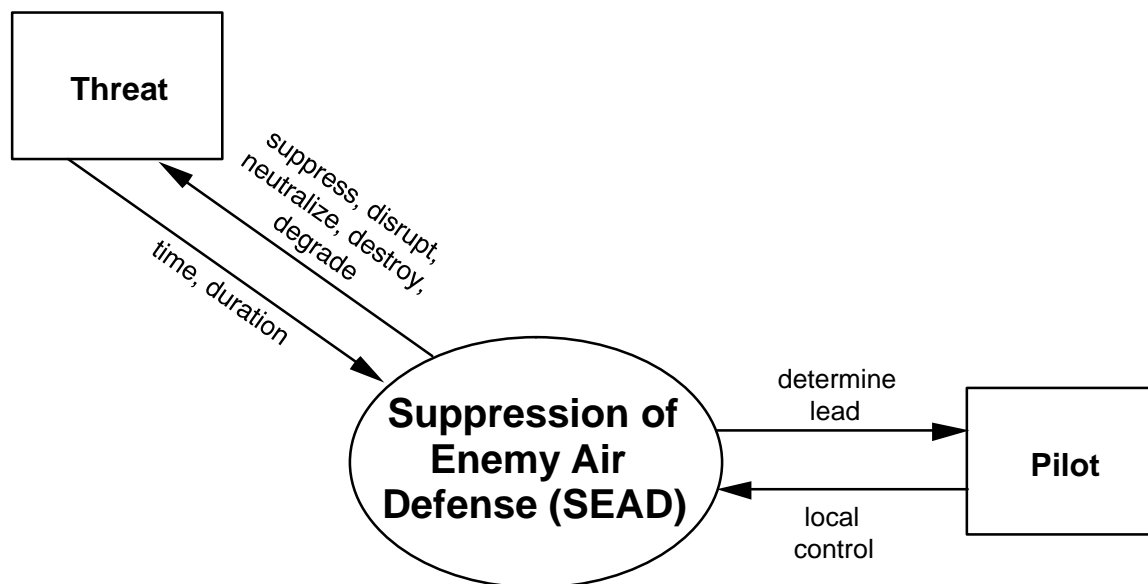 Threat
suppress, disrupt,
neutralize, destroy,
degrade
time, duration
Suppression of
Enemy Air
Defense (SEAD)
determine
lead
Pilot
local
control